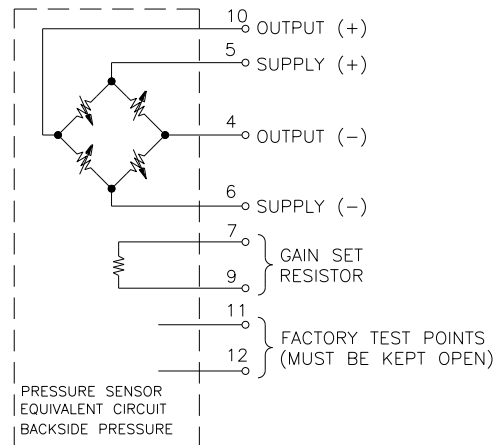 10 OUTPUT (+)
5 SUPPLY (+)
4 OUTPUT (−)
6 SUPPLY (−)
7
9
GAIN SET
RESISTOR
11
12
FACTORY TEST POINTS
(MUST BE KEPT OPEN)
PRESSURE SENSOR
EQUIVALENT CIRCUIT
BACKSIDE PRESSURE